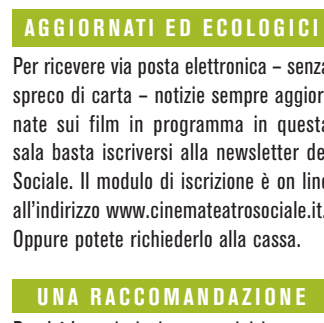 AGGIORNATI ED ECOLOGICI
Per ricevere via posta elettronica – senza
spreco di carta – notizie sempre aggior
nate sui film in programma in questa
sala basta iscriversi alla newsletter de
Sociale. Il modulo di iscrizione è on line
all'indirizzo www.cinemateatrosociale.it.
Oppure potete richiederlo alla cassa.
UNA RACCOMANDAZIONE